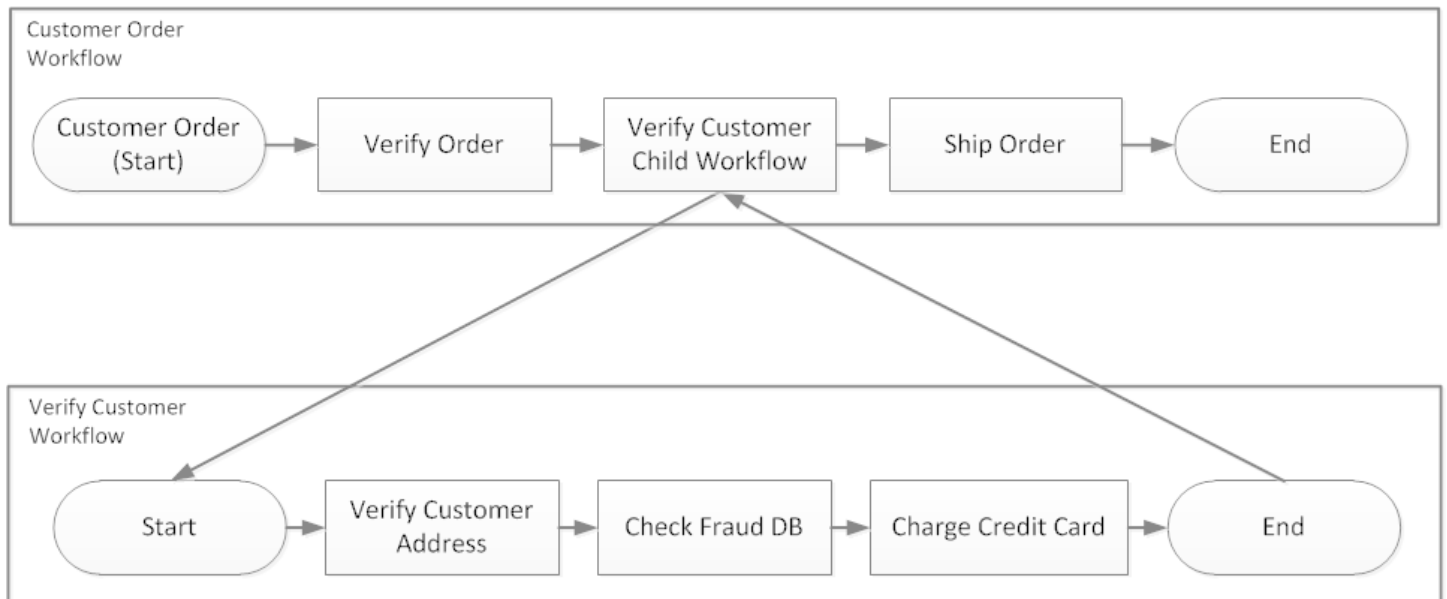 Customer Order
Workflow
Customer Order
(Start)
Verify Order
Verify Customer
Child Workflow
Ship Order
End
Verify Customer
Workflow
Start
Verify Customer
Address
Check Fraud DB
Charge Credit Card
End